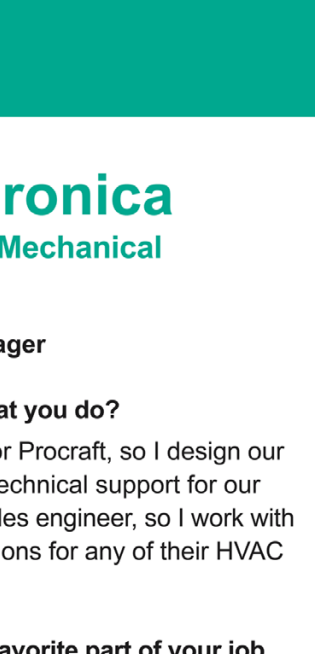 ronica
Mechanical
ager
at you do?
or Procraft, so I design our
echnical support for our
les engineer, so I work with
ons for any of their HVAC
avorite part of your job